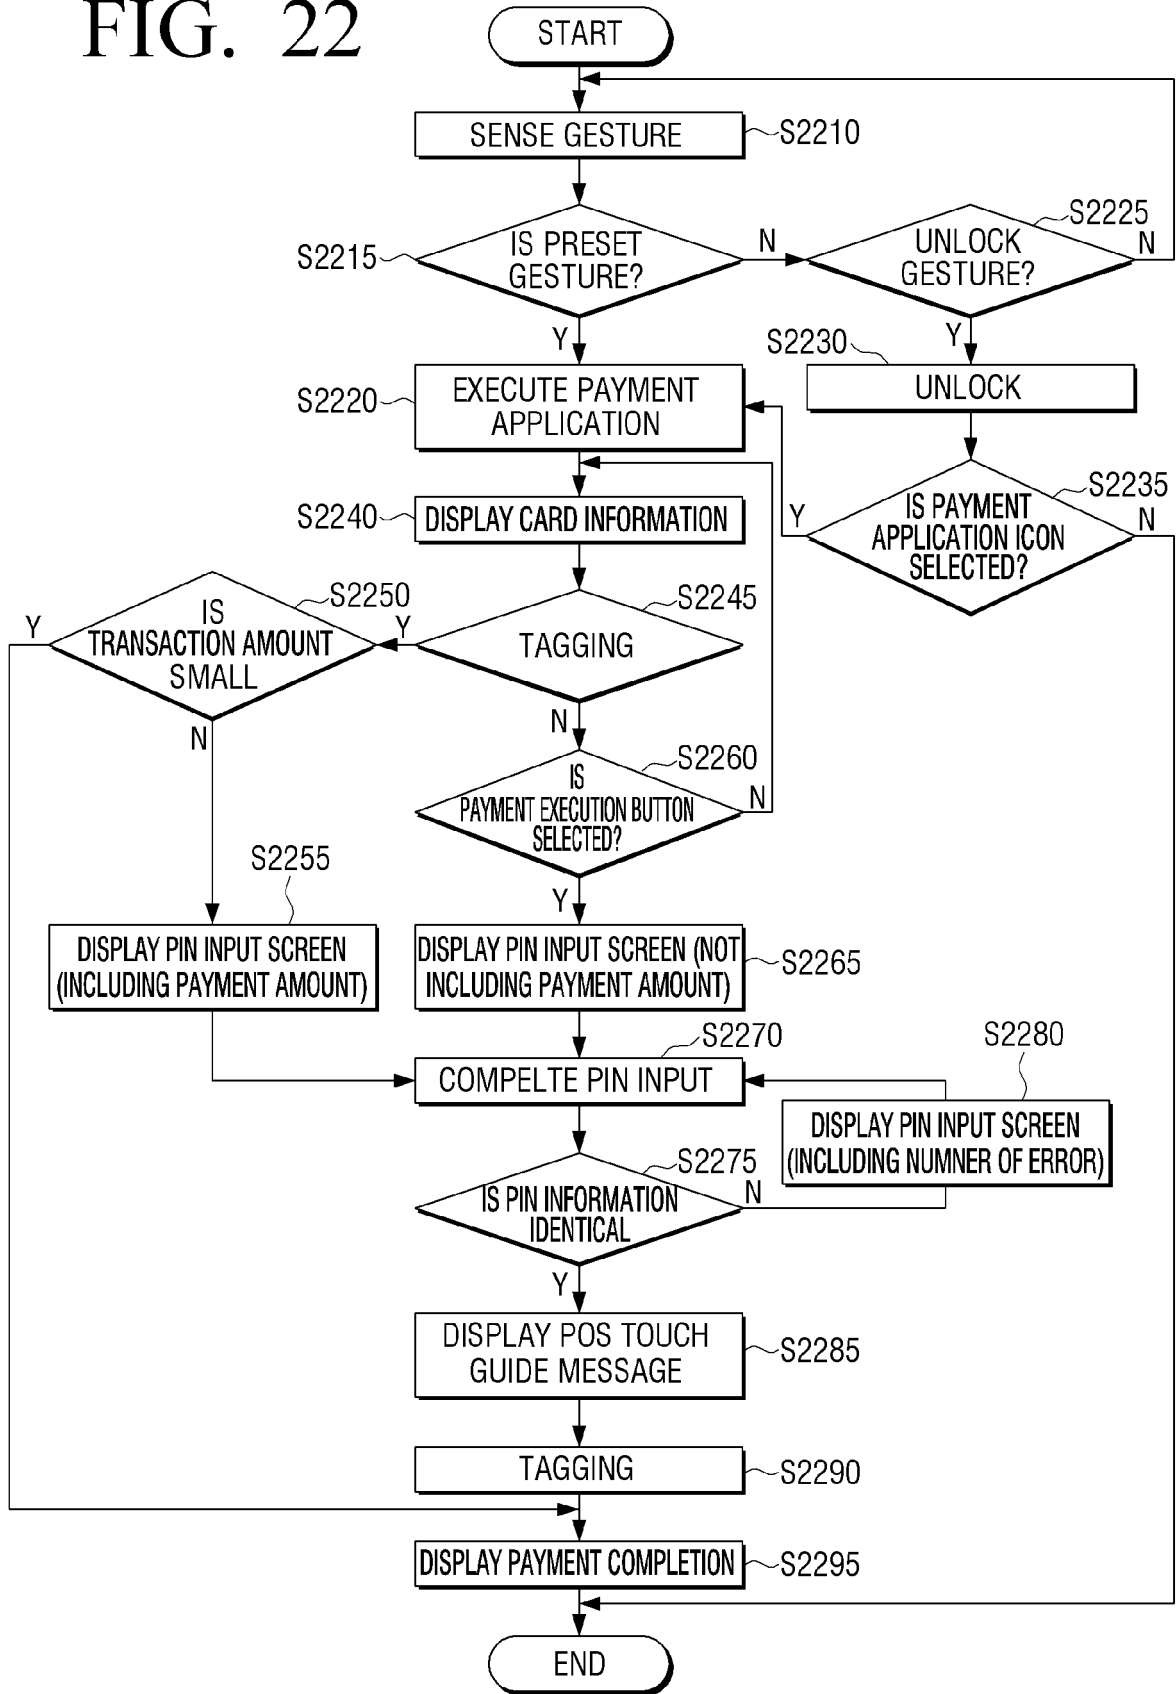 FIG. 22
START
SENSE GESTURE
S2210
S2215
IS PRESET
GESTURE?
N
Y
UNLOCK
GESTURE?
S2225
N
Y
S2220
EXECUTE PAYMENT
APPLICATION
S2230
UNLOCK
S2235
IS PAYMENT
APPLICATION ICON
SELECTED?
Y
N
S2240
DISPLAY CARD INFORMATION
S2245
TAGGING
Y
N
S2250
IS
TRANSACTION AMOUNT
SMALL
Y
N
S2260
IS
PAYMENT EXECUTION BUTTON
SELECTED?
N
Y
S2255
DISPLAY PIN INPUT SCREEN
(INCLUDING PAYMENT AMOUNT)
DISPLAY PIN INPUT SCREEN (NOT
INCLUDING PAYMENT AMOUNT)
S2265
S2270
COMPELTE PIN INPUT
S2280
DISPLAY PIN INPUT SCREEN
(INCLUDING NUMNER OF ERROR)
S2275
IS PIN INFORMATION
IDENTICAL
N
Y
DISPLAY POS TOUCH
GUIDE MESSAGE
S2285
TAGGING
S2290
DISPLAY PAYMENT COMPLETION
S2295
END